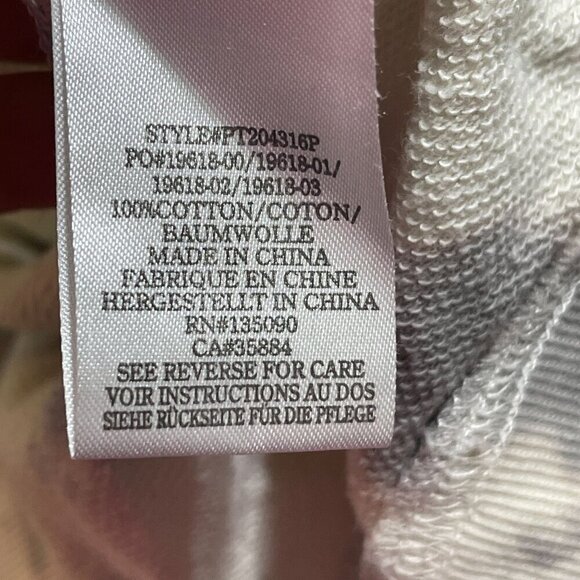 STYLE#PT204316P
PO#19618-00/19618-01/
19618-02/19618-03
100%COTTON/COTON/
BAUMWOLLE
MADE IN CHINA
FABRIQUE EN CHINE
HERGESTELLT IN CHINA
RN#135090
CA#35884
SEE REVERSE FOR CARE
VOIR INSTRUCTIONS AU DOS
SIEHE RÜCKSEITE FÜR DIE PFLEGE